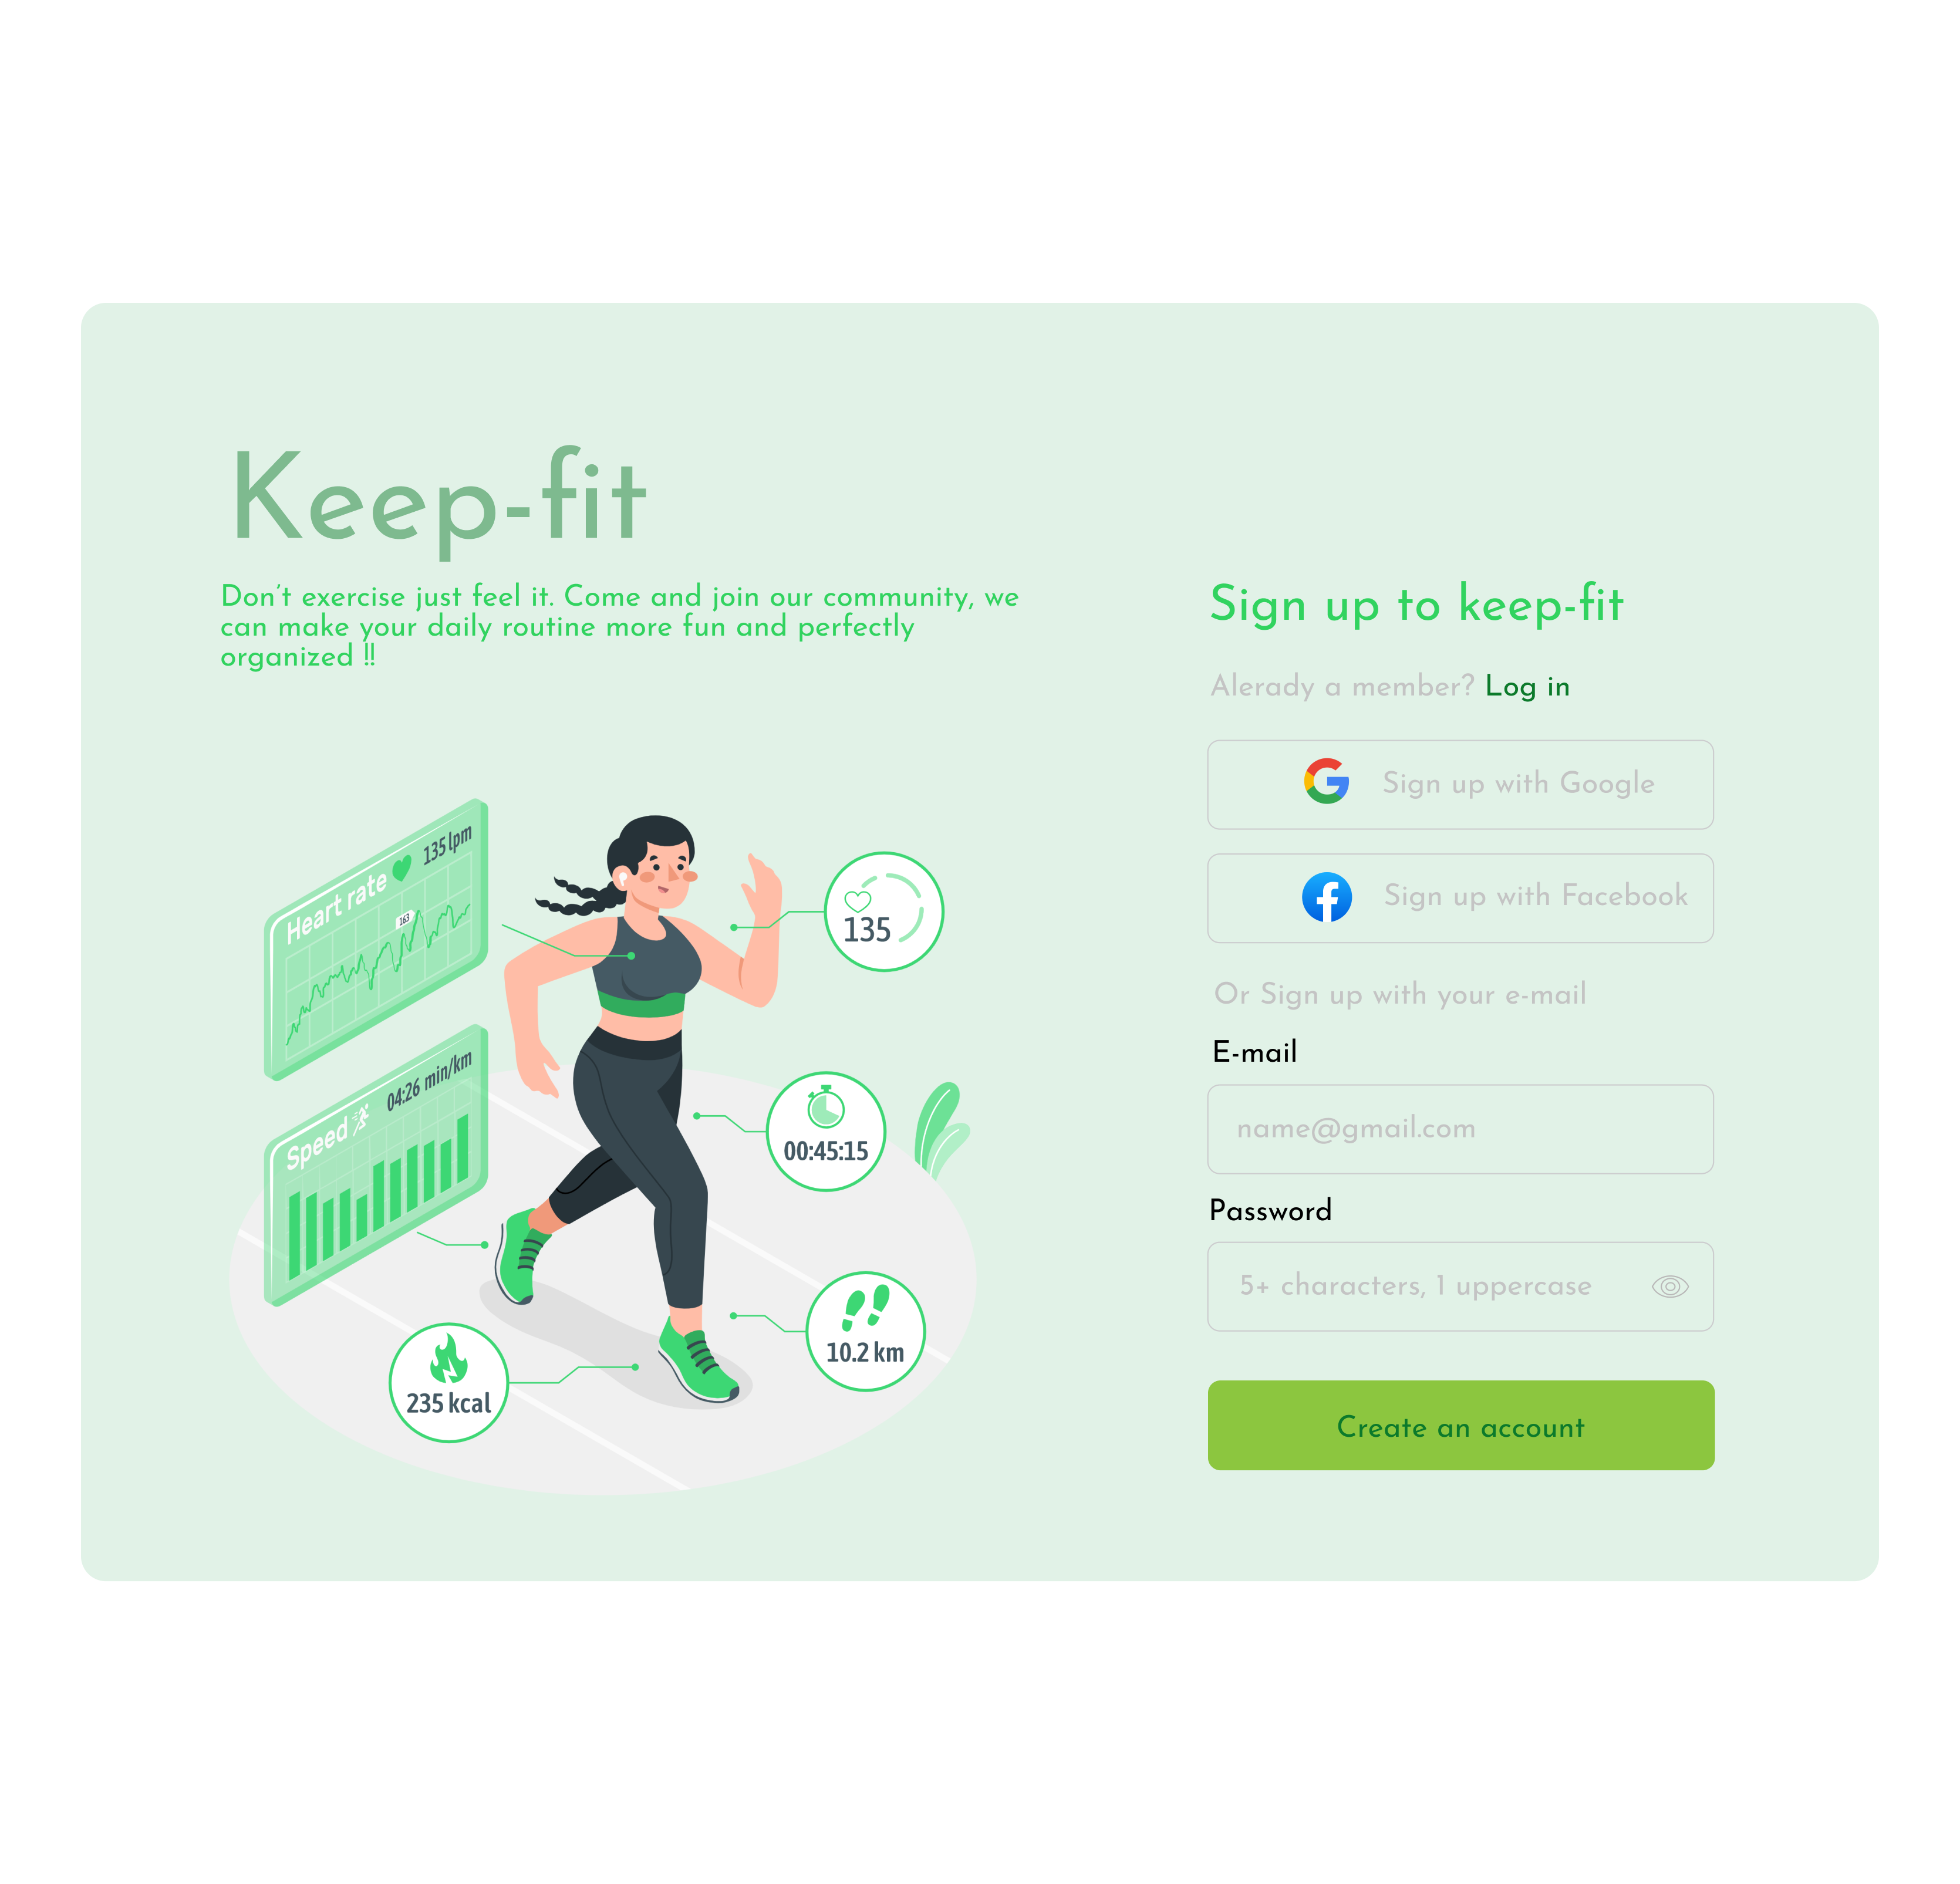 Keep-fit
Don't exercise just feel it. Come and join our community, we
can make your daily routine more fun and perfectly
organized !!
Heart rate 135 lpm
163
135
Speed 04:26 min/km
00:45:15
10.2 km
235 kcal
Sign up to keep-fit
Alerady a member? Log in
Sign up with Google
Sign up with Facebook
Or Sign up with your e-mail
E-mail
name@gmail.com
Password
5+ characters, 1 uppercase
Create an account